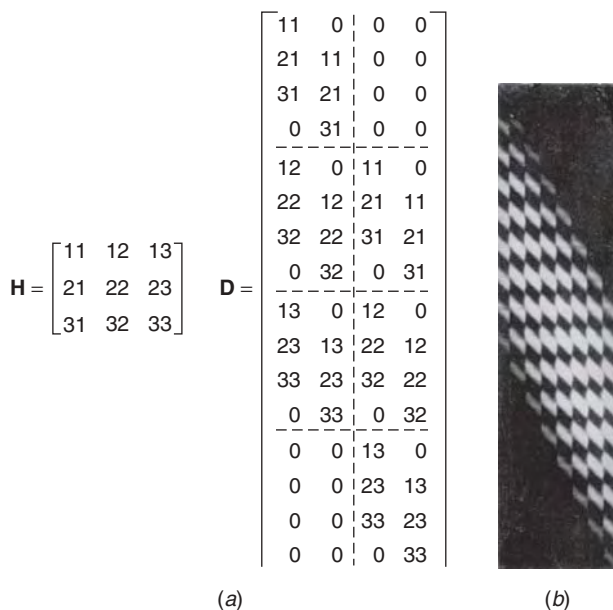 11 0 0 0
21 11 0 0
31 21 0 0
0 31 0 0
12 0 11 0
22 12 21 11
32 22 31 21
0 32 0 31
13 0 12 0
23 13 22 12
33 23 32 22
0 33 0 32
0 0 13 0
0 0 23 13
0 0 33 23
0 0 0 33
H =
11 12 13
21 22 23
31 32 33
D =
(a) (b)